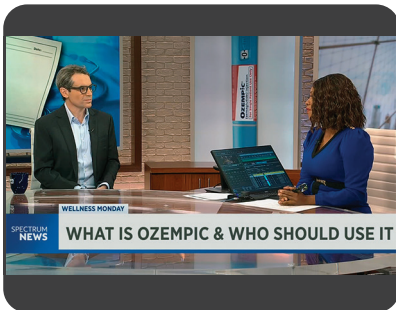 OZEMPIC
WELLNESS MONDAY
SPECTRUM
NEWS
WHAT IS OZEMPIC & WHO SHOULD USE IT